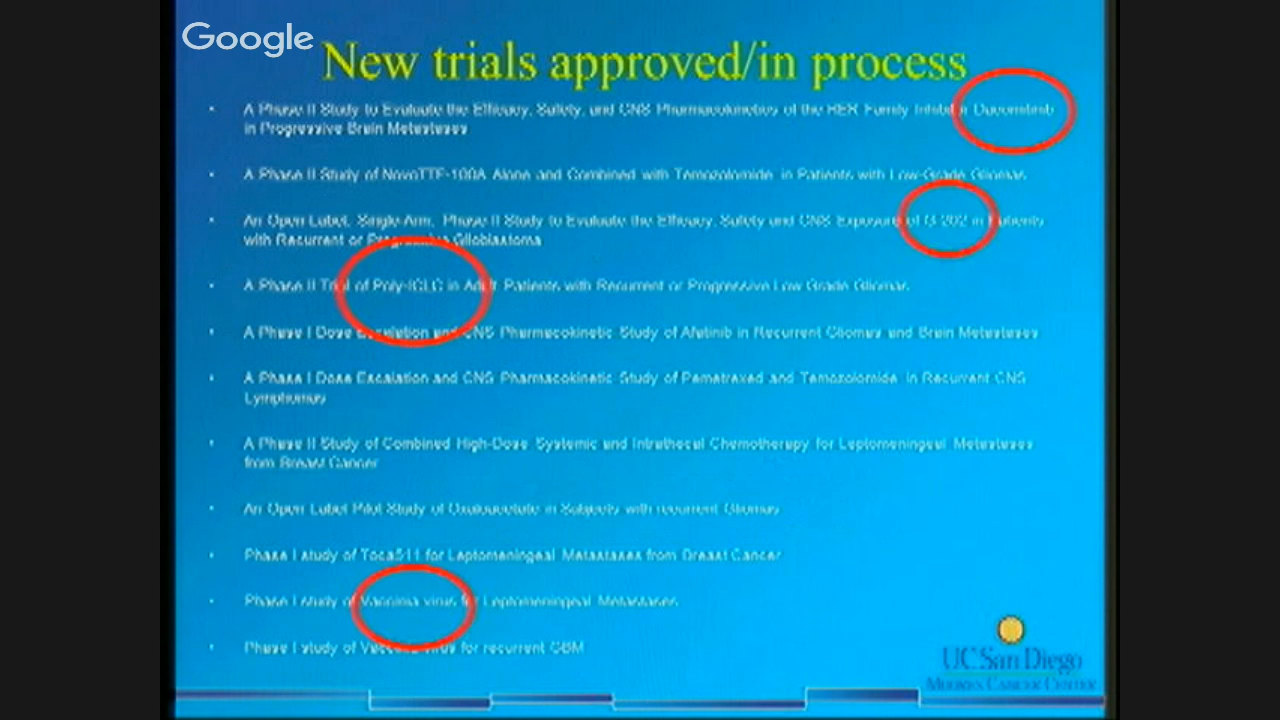 Google
New trials approved/in process
• A Phase II Study to Evaluate the Efficacy, Safety, and CNS Pharmacokinetics of the HER Family Inhibitor Dacomitinib
in Progressive Brain Metastases
• A Phase II Study of NovoTTF-100A Alone and Combined with Temozolomide in Patients with Low-Grade Gliomas
• An Open Label, Single-Arm, Phase II Study to Evaluate the Efficacy, Safety and CNS Exposure of G-202 in Patients
with Recurrent or Progressive Glioblastoma
• A Phase II Trial of Poly-ICLC in Adult Patients with Recurrent or Progressive Low Grade Gliomas
• A Phase I Dose Escalation and CNS Pharmacokinetic Study of Afatinib in Recurrent Gliomas and Brain Metastases
• A Phase I Dose Escalation and CNS Pharmacokinetic Study of Pemetrexed and Temozolomide in Recurrent CNS
Lymphomas
• A Phase II Study of Combined High-Dose Systemic and Intrathecal Chemotherapy for Leptomeningeal Metastases
from Breast Cancer
• An Open Label Pilot Study of Oxaloacetate in Subjects with recurrent Gliomas
• Phase I study of Toca511 for Leptomeningeal Metastases from Breast Cancer
• Phase I study of Vaccinia virus for Leptomeningeal Metastases
• Phase I study of Vaccinia virus for recurrent GBM
UC San Diego
Moores Cancer Center